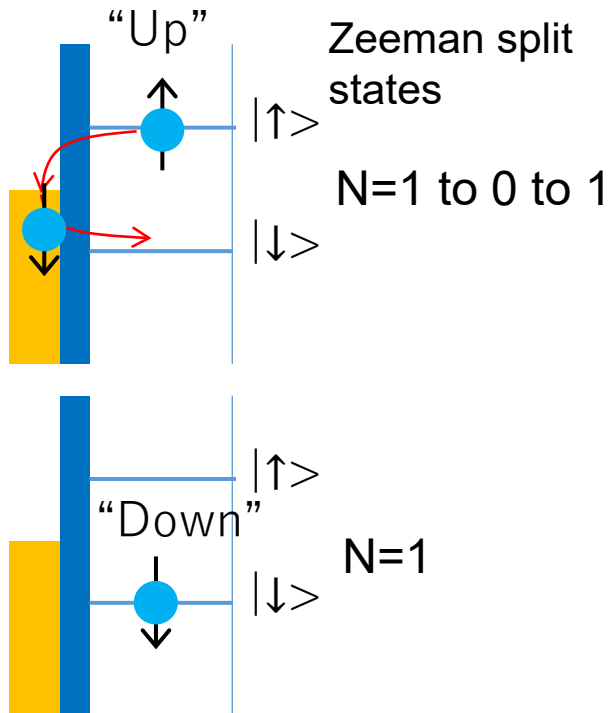 “Up”
Zeeman split
states
|↑>
N=1 to 0 to 1
|↓>
|↑>
“Down”
N=1
|↓>